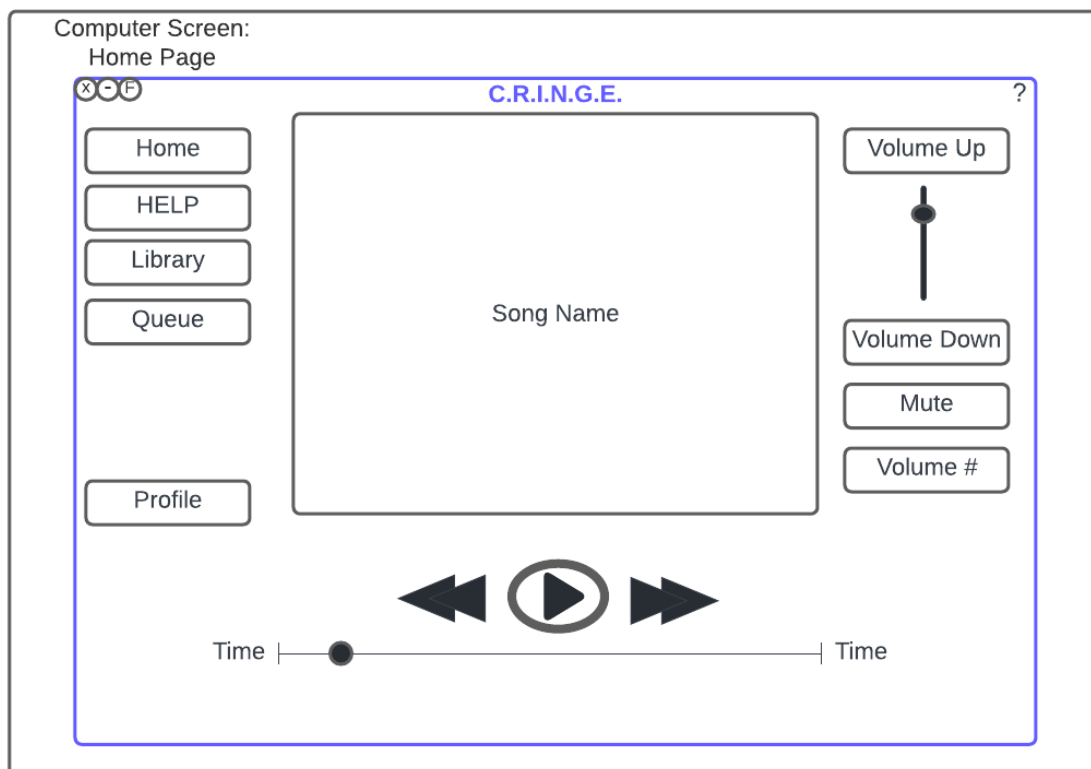 Computer Screen:
Home Page
x - F
C.R.I.N.G.E.
?
Home
HELP
Library
Queue
Profile
Song Name
Volume Up
Volume Down
Mute
Volume #
Time
Time